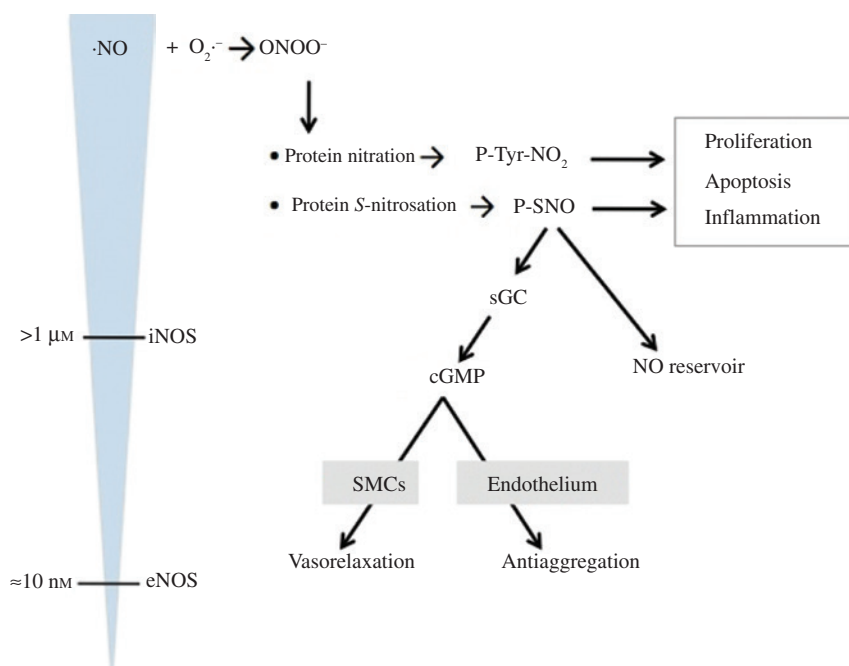 ·NO + O₂·⁻ → ONOO⁻
• Protein nitration → P-Tyr-NO₂
• Protein S-nitrosation → P-SNO
Proliferation
Apoptosis
Inflammation
sGC
>1 μM iNOS
NO reservoir
cGMP
SMCs Endothelium
Vasorelaxation Antiaggregation
≈10 nM eNOS